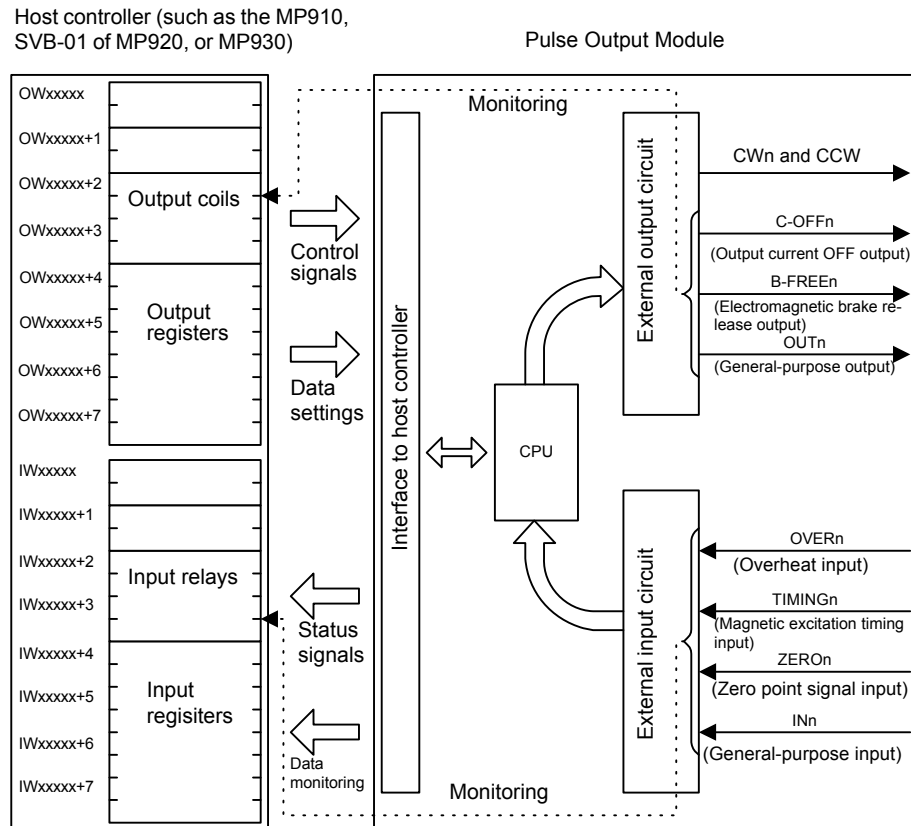 Host controller (such as the MP910,
SVB-01 of MP920, or MP930)
Pulse Output Module
OWxxxxx
OWxxxxx+1
OWxxxxx+2
OWxxxxx+3
OWxxxxx+4
OWxxxxx+5
OWxxxxx+6
OWxxxxx+7
Output coils
Output
registers
IWxxxxx
IWxxxxx+1
IWxxxxx+2
IWxxxxx+3
IWxxxxx+4
IWxxxxx+5
IWxxxxx+6
IWxxxxx+7
Input relays
Input
regisiters
Control
signals
Data
settings
Status
signals
Data
monitoring
Interface to host controller
Monitoring
CPU
External output circuit
CWn and CCW
C-OFFn
(Output current OFF output)
B-FREEn
(Electromagnetic brake re-
lease output)
OUTn
(General-purpose output)
External input circuit
OVERn
(Overheat input)
TIMINGn
(Magnetic excitation timing
input)
ZEROn
(Zero point signal input)
INn
(General-purpose input)
Monitoring